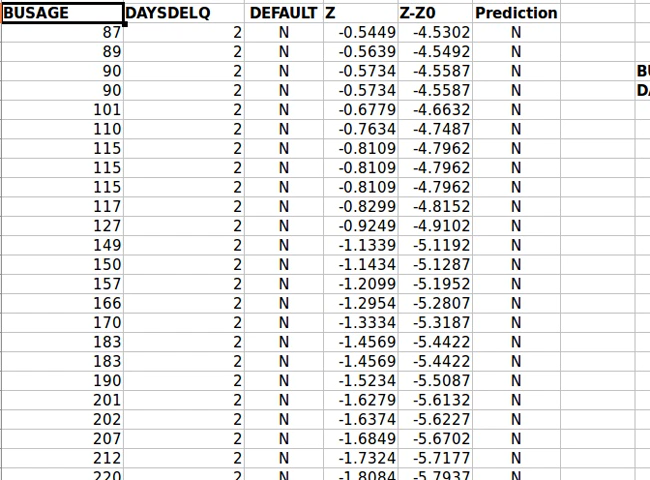 BUSAGE DAYSDELQ DEFAULT Z Z-Z0 Prediction
87 2 N -0.5449 -4.5302 N
89 2 N -0.5639 -4.5492 N
90 2 N -0.5734 -4.5587 N
90 2 N -0.5734 -4.5587 N
101 2 N -0.6779 -4.6632 N
110 2 N -0.7634 -4.7487 N
115 2 N -0.8109 -4.7962 N
115 2 N -0.8109 -4.7962 N
115 2 N -0.8109 -4.7962 N
117 2 N -0.8299 -4.8152 N
127 2 N -0.9249 -4.9102 N
149 2 N -1.1339 -5.1192 N
150 2 N -1.1434 -5.1287 N
157 2 N -1.2099 -5.1952 N
166 2 N -1.2954 -5.2807 N
170 2 N -1.3334 -5.3187 N
183 2 N -1.4569 -5.4422 N
183 2 N -1.4569 -5.4422 N
190 2 N -1.5234 -5.5087 N
201 2 N -1.6279 -5.6132 N
202 2 N -1.6374 -5.6227 N
207 2 N -1.6849 -5.6702 N
212 2 N -1.7324 -5.7177 N
220 2 N -1.8084 -5.7937 N